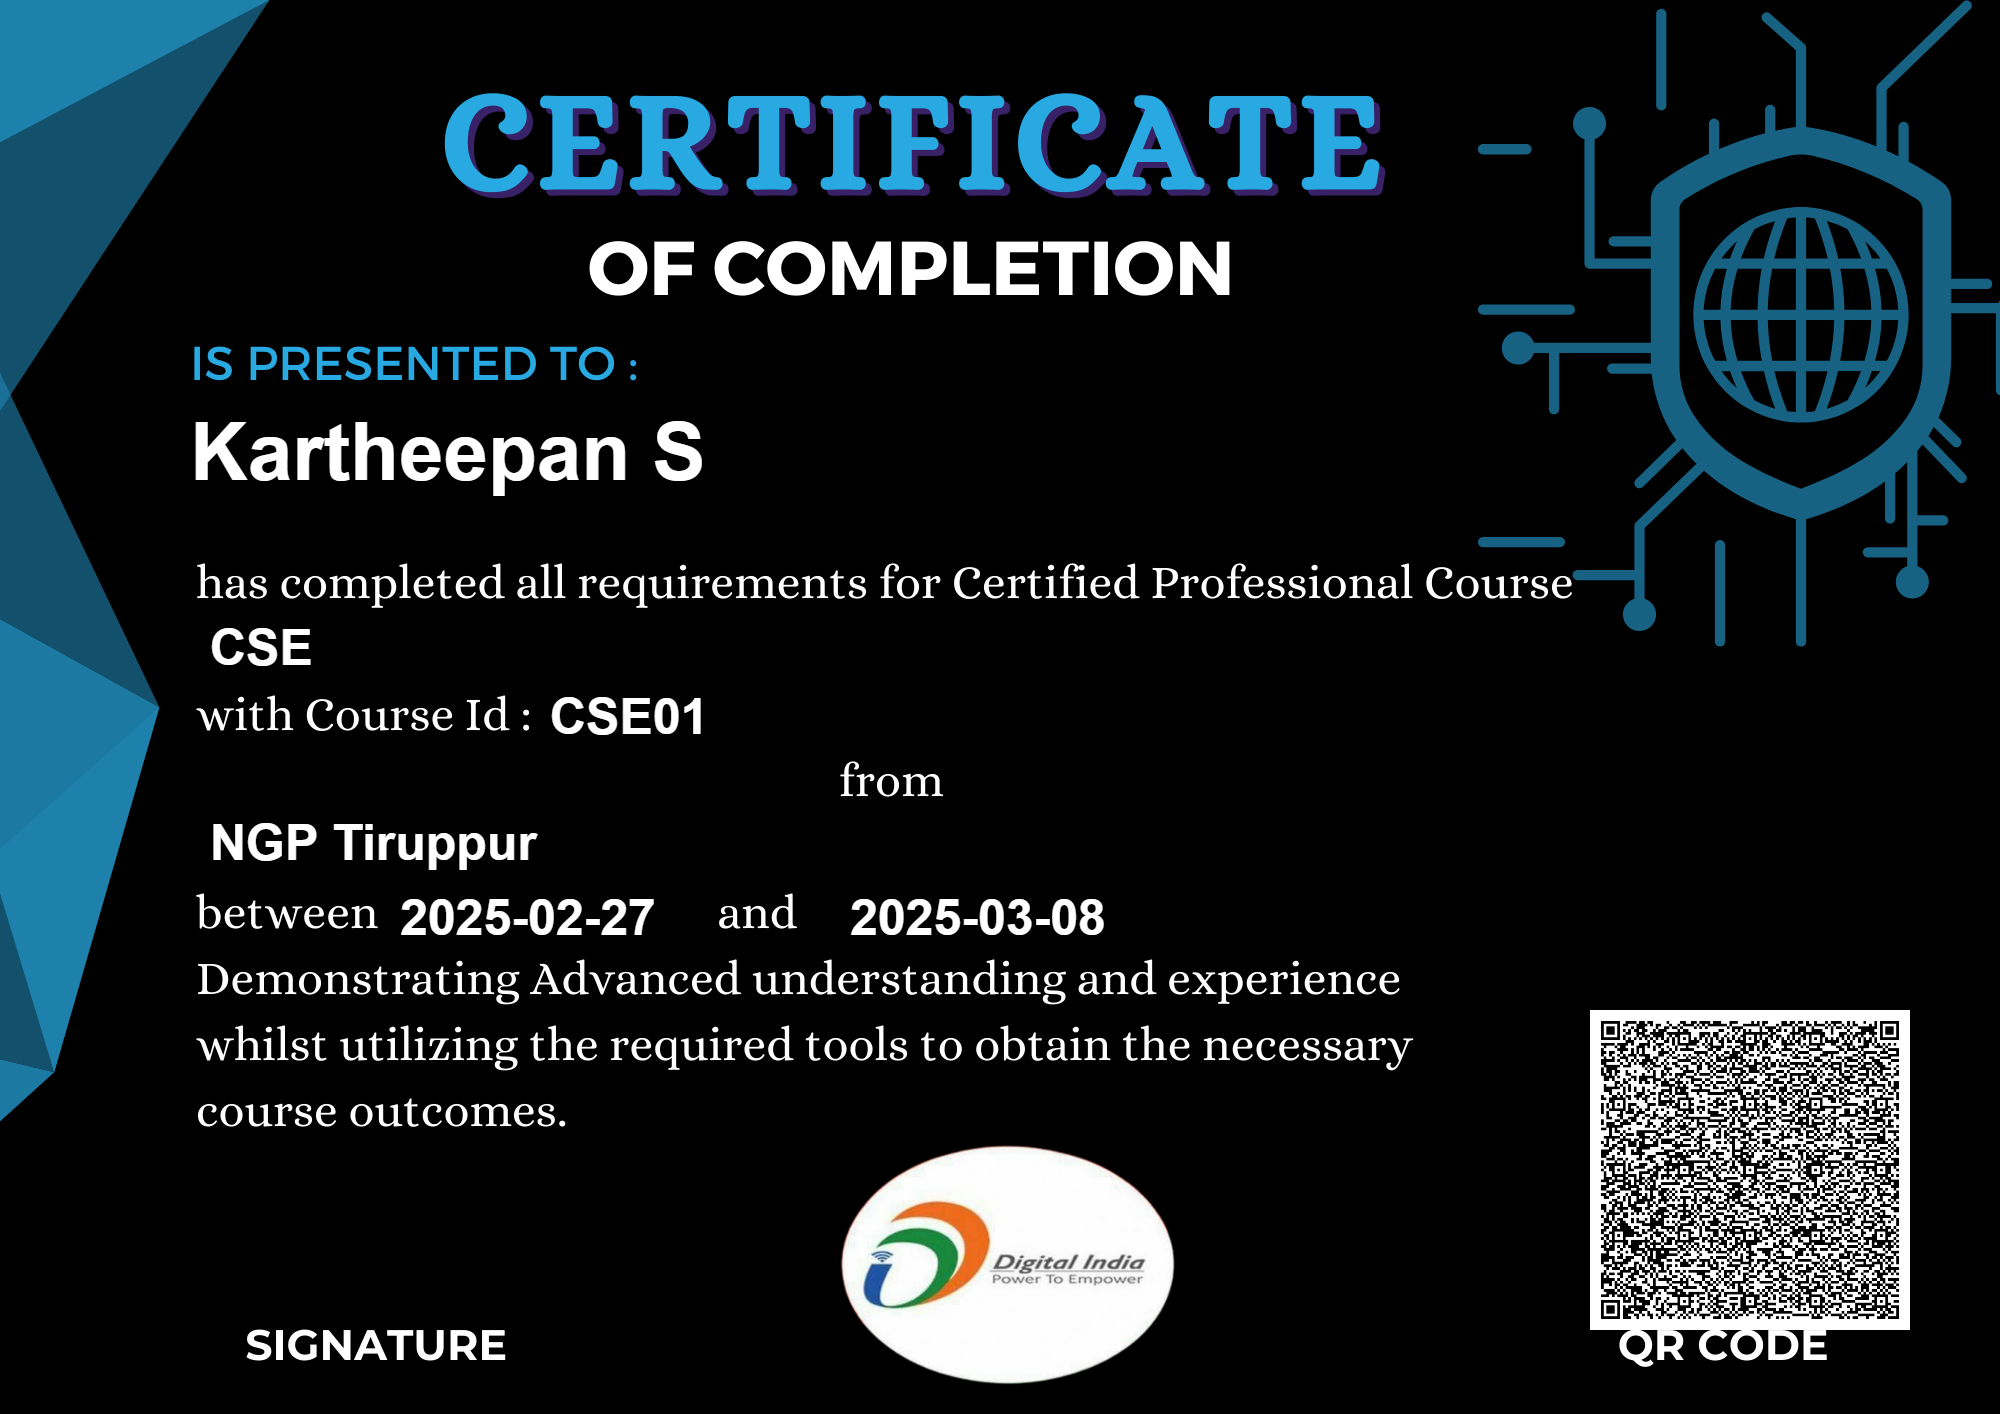 CERTIFICATE
OF COMPLETION
IS PRESENTED TO :
Kartheepan S
has completed all requirements for Certified Professional Course
CSE
with Course Id : CSE01
from
NGP Tiruppur
between 2025-02-27 and 2025-03-08
Demonstrating Advanced understanding and experience
whilst utilizing the required tools to obtain the necessary
course outcomes.
Digital India
Power To Empower
SIGNATURE
QR CODE